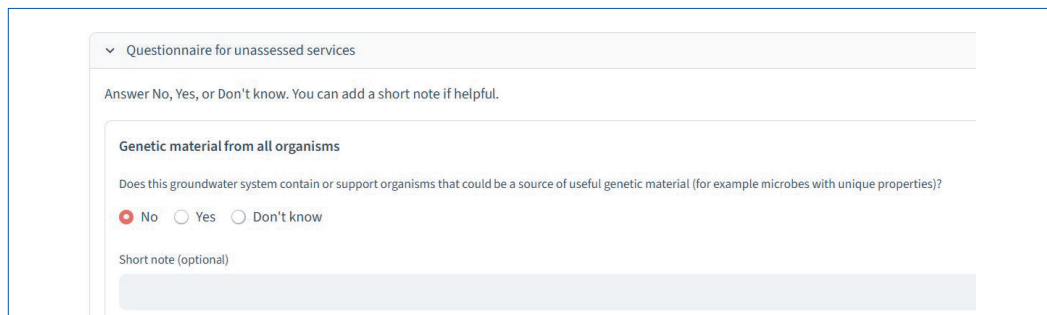 Questionnaire for unassessed services
Answer No, Yes, or Don't know. You can add a short note if helpful.
Genetic material from all organisms
Does this groundwater system contain or support organisms that could be a source of useful genetic material (for example microbes with unique properties)?
No Yes Don't know
Short note (optional)